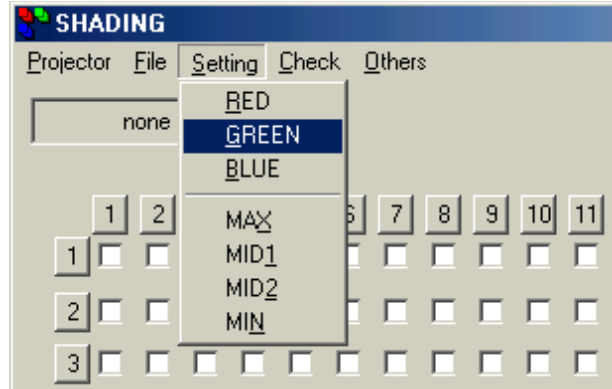 SHADING
Projector File Setting Check Others
none
RED
GREEN
BLUE
MAX
MID1
MID2
MIN
1 2 6 7 8 9 10 11
1
2
3